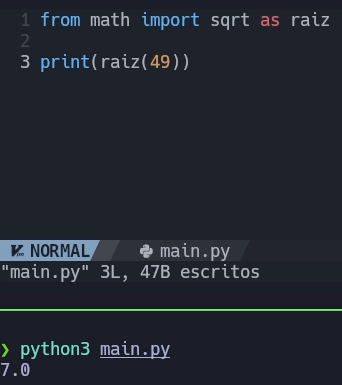 1 from math import sqrt as raiz
2
3 print(raiz(49))
NORMAL main.py
"main.py" 3L, 47B escritos
❯ python3 main.py
7.0